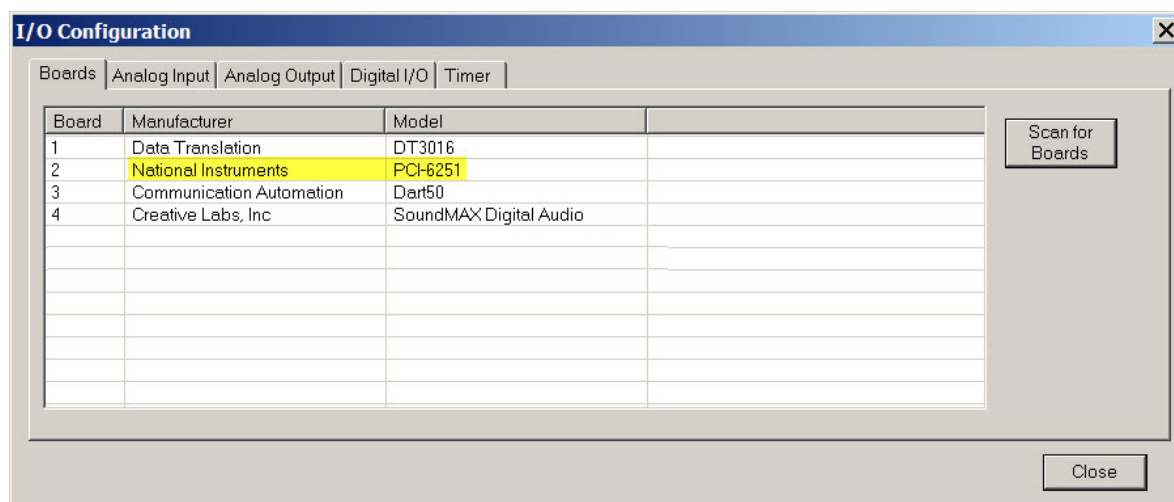 I/O Configuration
Boards Analog Input Analog Output Digital I/O Timer
Board Manufacturer Model
1 Data Translation DT3016
2 National Instruments PCI-6251
3 Communication Automation Dart50
4 Creative Labs, Inc SoundMAX Digital Audio
Scan for
Boards
Close